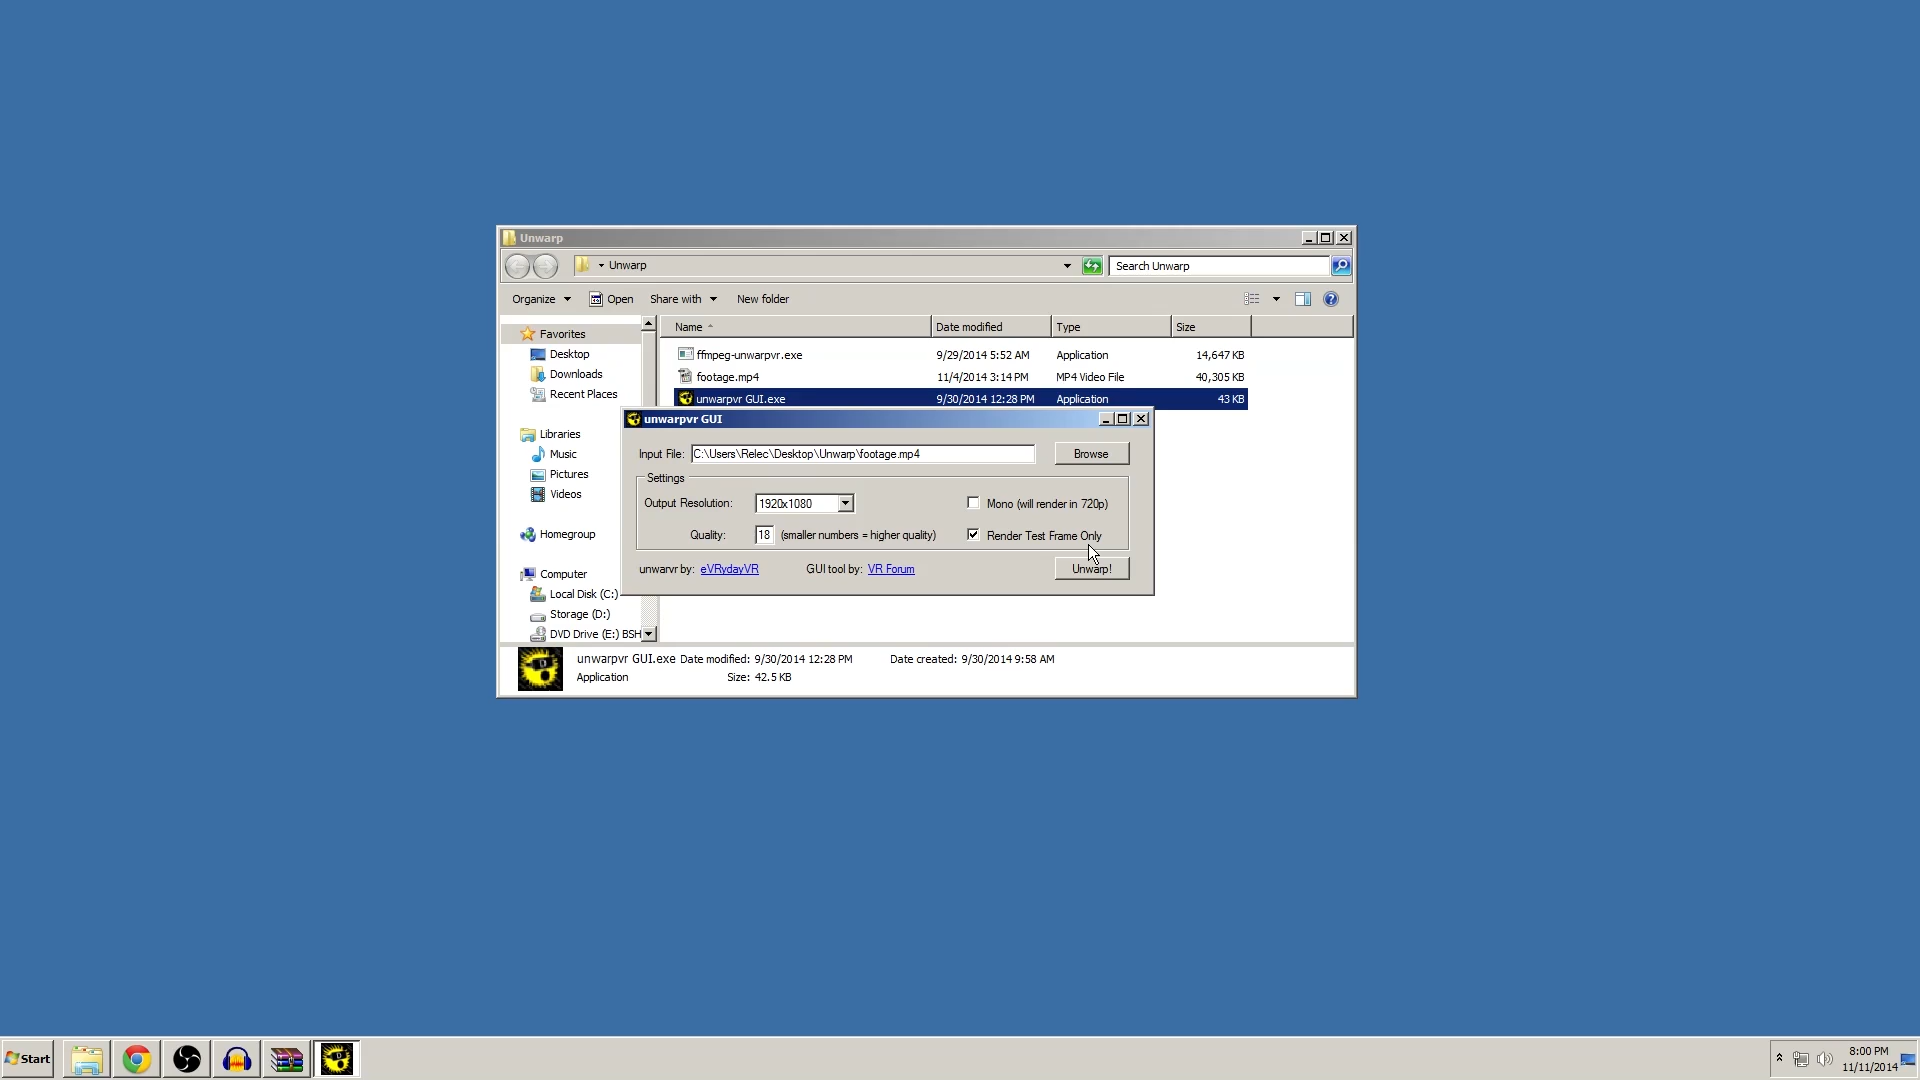 Unwarp
Unwarp
Search Unwarp
Organize Open Share with New folder
Name Date modified Type Size
Favorites
Desktop
Downloads
Recent Places
Libraries
Music
Pictures
Videos
Homegroup
Computer
Local Disk (C:)
Storage (D:)
DVD Drive (E:) BSH
ffmpeg-unwarpvr.exe 9/29/2014 5:52 AM Application 14,647 KB
footage.mp4 11/4/2014 3:14 PM MP4 Video File 40,305 KB
unwarpvr GUI.exe 9/30/2014 12:28 PM Application 43 KB
unwarpvr GUI
Input File: C:\Users\Relec\Desktop\Unwarp\footage.mp4 Browse
Settings
Output Resolution: 1920x1080 Mono (will render in 720p)
Quality: 18 (smaller numbers = higher quality) Render Test Frame Only
unwarvr by: eVRydayVR GUI tool by: VR Forum Unwarp!
unwarpvr GUI.exe Date modified: 9/30/2014 12:28 PM Date created: 9/30/2014 9:58 AM
Application Size: 42.5 KB
Start
8:00 PM
11/11/2014